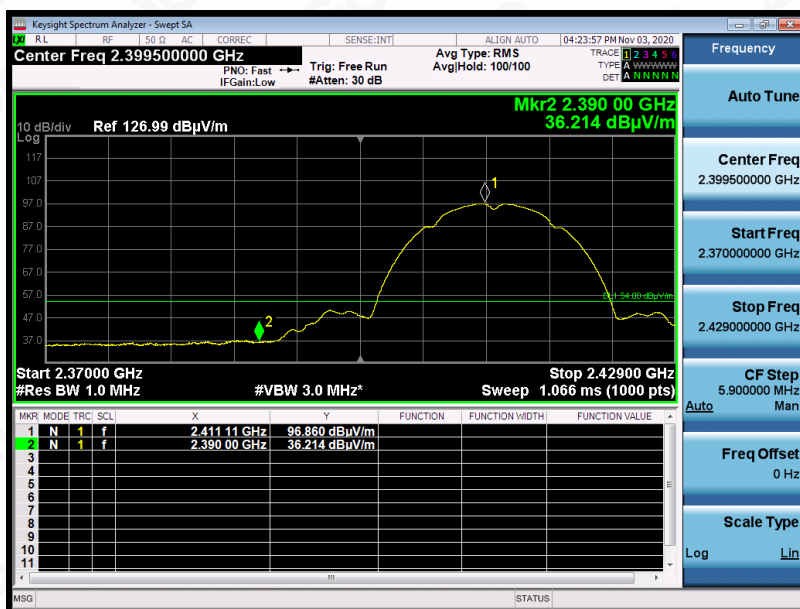 Keysight Spectrum Analyzer - Swept SA
LXI RL RF 50 Ω AC CORREC SENSE:INT ALIGN AUTO 04:23:57 PM Nov 03, 2020
Center Freq 2.399500000 GHz
PNO: Fast
IFGain:Low
Trig: Free Run
#Atten: 30 dB
Avg Type: RMS
Avg|Hold: 100/100
TRACE 1 2 3 4 5 6
TYPE A WWWWW
DET A N N N N N
Mkr2 2.390 00 GHz
36.214 dBµV/m
10 dB/div Ref 126.99 dBµV/m
Log
117
107
97.0
87.0
77.0
67.0
57.0
47.0
37.0
1
2
DL1 54.00 dBµV/m
Start 2.37000 GHz Stop 2.42900 GHz
#Res BW 1.0 MHz #VBW 3.0 MHz* Sweep 1.066 ms (1000 pts)
MKR MODE TRC SCL X Y FUNCTION FUNCTION WIDTH FUNCTION VALUE
1 N 1 f 2.411 11 GHz 96.860 dBµV/m
2 N 1 f 2.390 00 GHz 36.214 dBµV/m
3
4
5
6
7
8
9
10
11
MSG STATUS
Frequency
Auto Tune
Center Freq
2.399500000 GHz
Start Freq
2.370000000 GHz
Stop Freq
2.429000000 GHz
CF Step
5.900000 MHz
Auto Man
Freq Offset
0 Hz
Scale Type
Log Lin